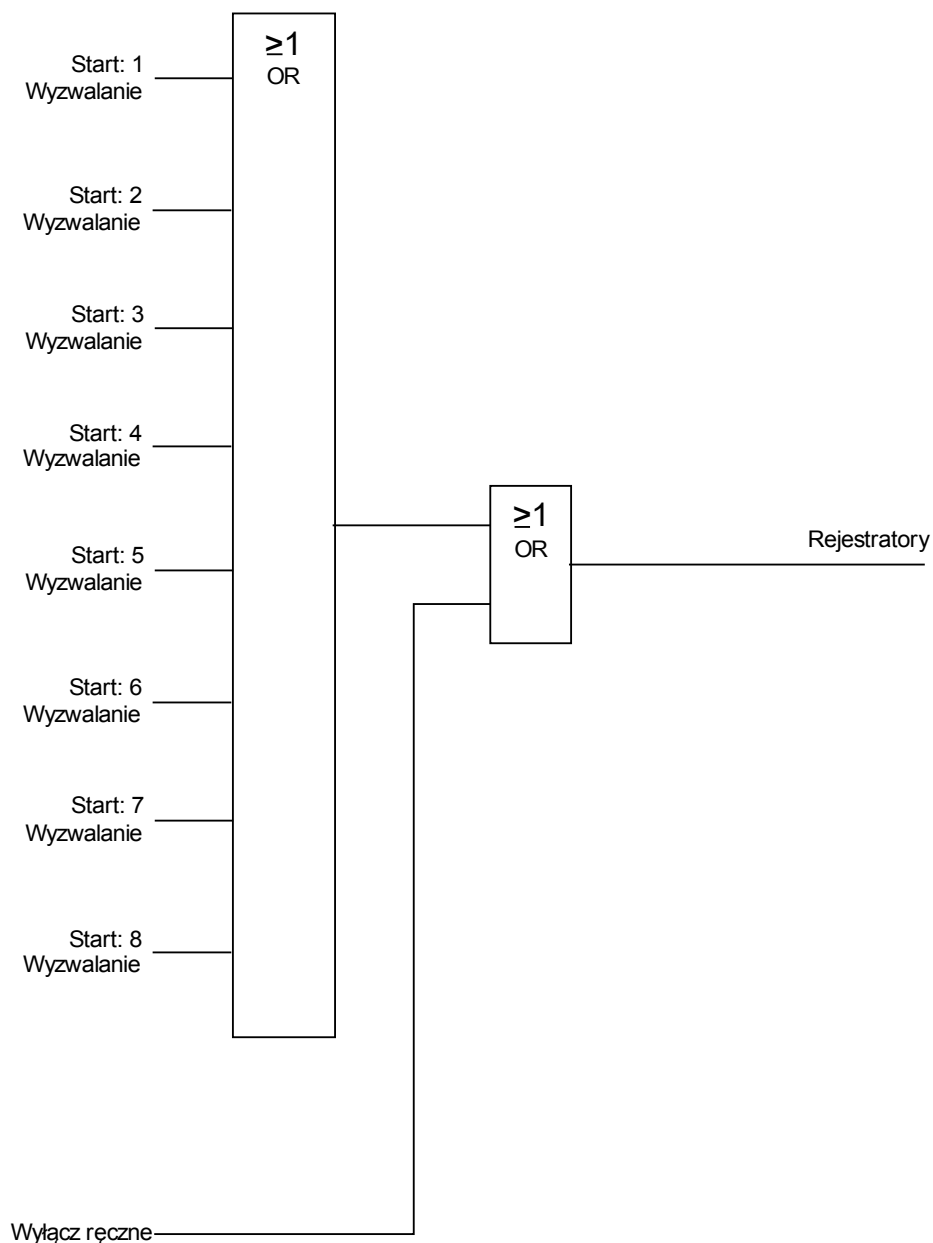 ≥1
OR
Start: 1
Wyzwalanie
Start: 2
Wyzwalanie
Start: 3
Wyzwalanie
Start: 4
Wyzwalanie
≥1
OR
Rejestratory
Start: 5
Wyzwalanie
Start: 6
Wyzwalanie
Start: 7
Wyzwalanie
Start: 8
Wyzwalanie
Wyłącz ręczne